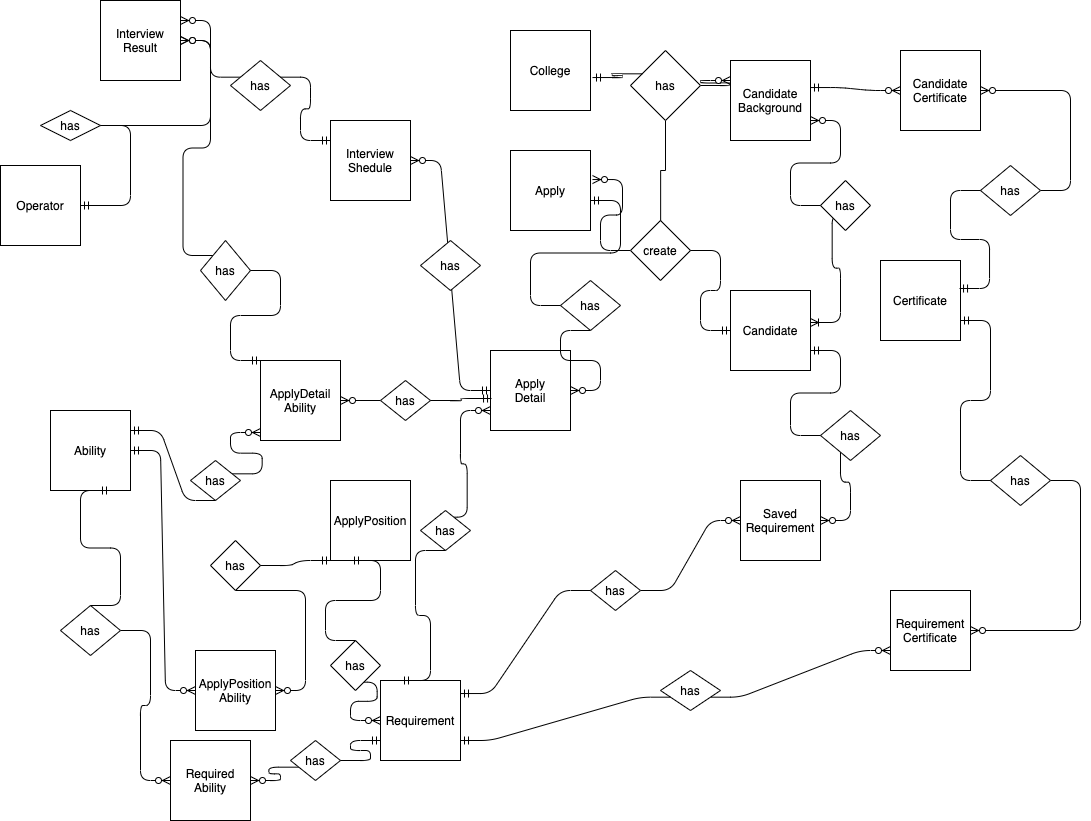 Interview
Result
has
College
has
Candidate
Background
Candidate
Certificate
has
Interview
Shedule
Apply
has
has
Operator
has
has
create
has
Certificate
has
Candidate
ApplyDetail
Ability
has
Apply
Detail
Ability
has
has
has
ApplyPosition
has
Saved
Requirement
has
has
has
Requirement
Certificate
has
has
ApplyPosition
Ability
has
Requirement
has
Required
Ability